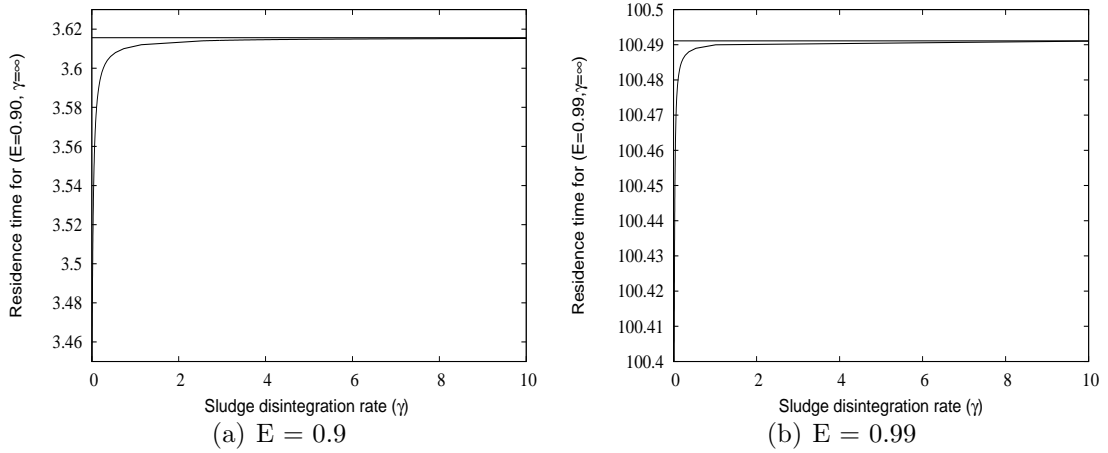 Residence time for (E=0.90, γ=∞)
3.62
3.6
3.58
3.56
3.54
3.52
3.5
3.48
3.46
0 2 4 6 8 10
Sludge disintegration rate (γ)
(a) E = 0.9
Residence time for (E=0.99,γ=∞)
100.5
100.49
100.48
100.47
100.46
100.45
100.44
100.43
100.42
100.41
100.4
0 2 4 6 8 10
Sludge disintegration rate (γ)
(b) E = 0.99